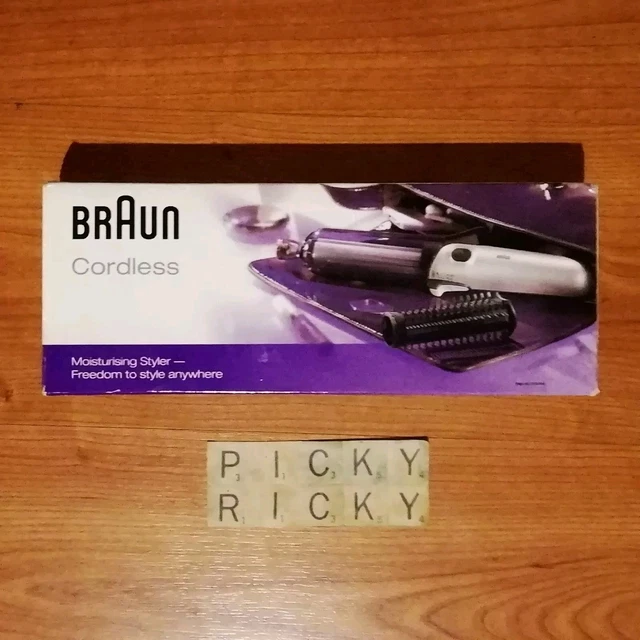 BRAUN
Cordless
Moisturising Styler —
Freedom to style anywhere
PICKY
RICKY